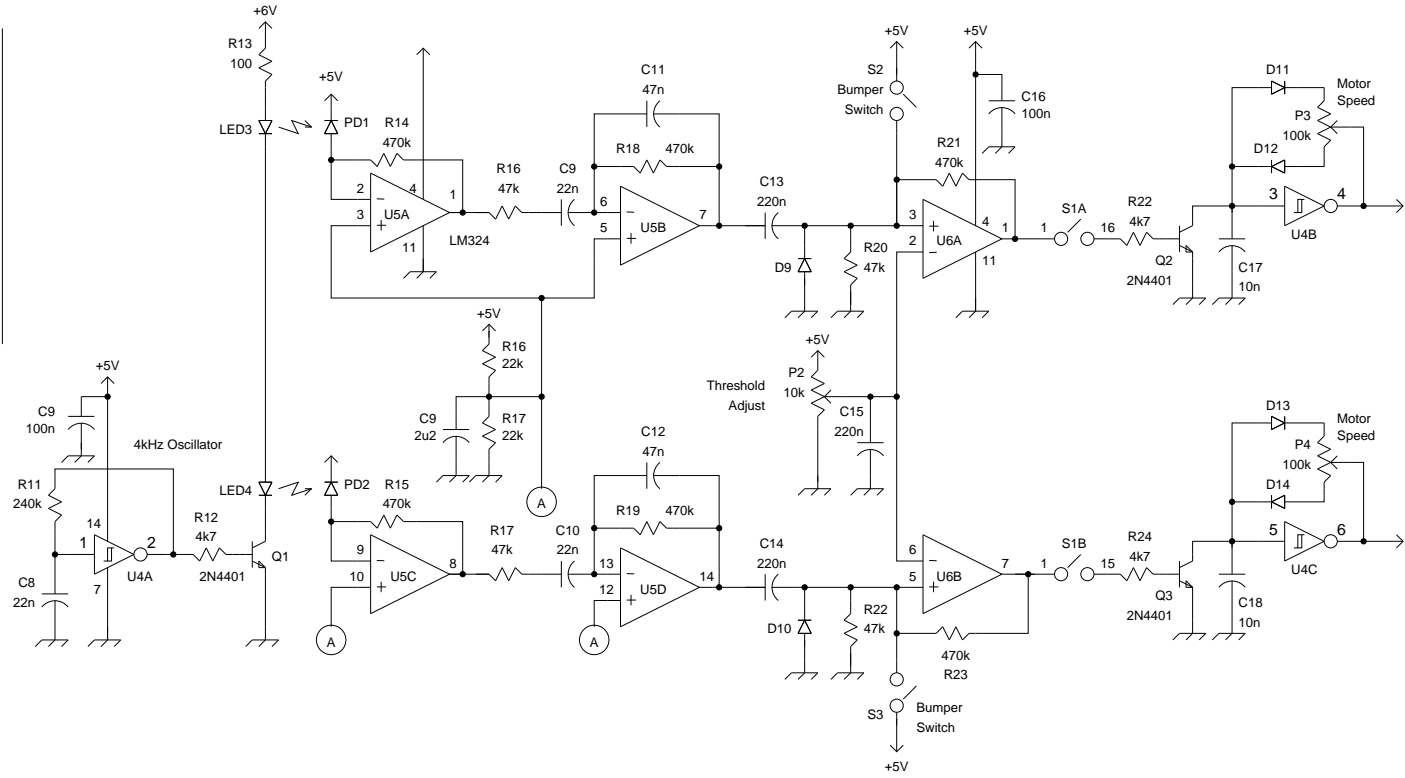 +6V
R13
100
LED3
+5V
PD1
R14
470k
2
3
4
11
1
U5A
LM324
R16
47k
C9
22n
C11
47n
R18 470k
6
5
7
U5B
C13
220n
D9
R20
47k
+5V
S2
Bumper
Switch
+5V
C16
100n
R21
470k
3
2
4
11
1
U6A
1
S1A
16
R22
4k7
Q2
2N4401
D11
D12
Motor
Speed
P3
100k
3
4
U4B
C17
10n
+5V
R16
22k
C9
2u2
R17
22k
A
+5V
P2
10k
Threshold
Adjust
C15
220n
+5V
C9
100n
4kHz Oscillator
R11
240k
C8
22n
1
14
2
7
U4A
R12
4k7
2N4401
Q1
LED4
PD2
R15
470k
9
10
8
U5C
A
R17
47k
C10
22n
C12
47n
R19 470k
13
12
14
U5D
A
C14
220n
D10
R22
47k
6
5
7
U6B
470k
R23
S3
Bumper
Switch
+5V
1
S1B
15
R24
4k7
Q3
2N4401
D13
D14
Motor
Speed
P4
100k
5
6
U4C
C18
10n